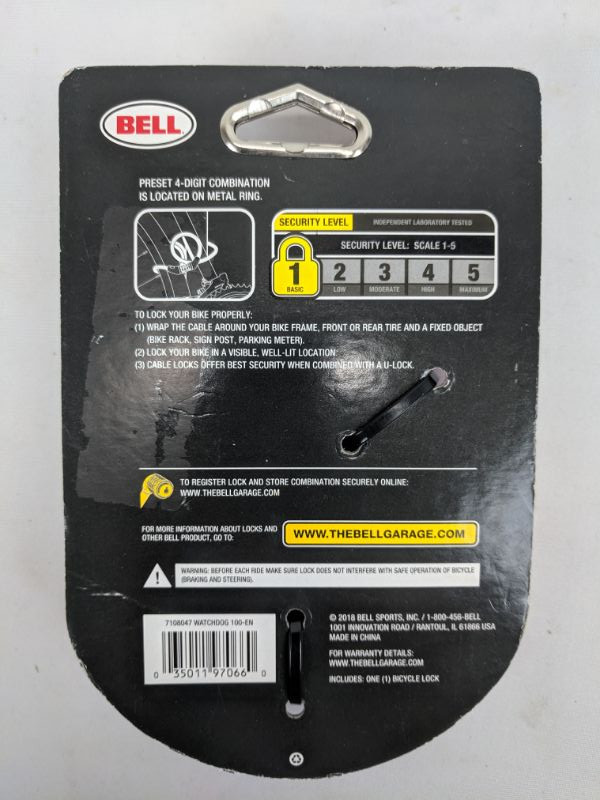 BELL
PRESET 4-DIGIT COMBINATION
IS LOCATED ON METAL RING.
SECURITY LEVEL
INDEPENDENT LABORATORY TESTED
SECURITY LEVEL: SCALE 1-5
1 2 3 4 5
BASIC LOW MODERATE HIGH MAXIMUM
TO LOCK YOUR BIKE PROPERLY:
(1) WRAP THE CABLE AROUND YOUR BIKE FRAME, FRONT OR REAR TIRE AND A FIXED OBJECT
(BIKE RACK, SIGN POST, PARKING METER).
(2) LOCK YOUR BIKE IN A VISIBLE, WELL-LIT LOCATION
(3) CABLE LOCKS OFFER BEST SECURITY WHEN COMBINED WITH A U-LOCK.
TO REGISTER LOCK AND STORE COMBINATION SECURELY ONLINE:
WWW.THEBELLGARAGE.COM
FOR MORE INFORMATION ABOUT LOCKS AND
OTHER BELL PRODUCT, GO TO:
WWW.THEBELLGARAGE.COM
WARNING: BEFORE EACH RIDE MAKE SURE LOCK DOES NOT INTERFERE WITH SAFE OPERATION OF BICYCLE
(BRAKING AND STEERING).
7108047 WATCHDOG 100-EN
0 35011 97066 0
© 2018 BELL SPORTS, INC. / 1-800-456-BELL
1001 INNOVATION ROAD / RANTOUL, IL 61866 USA
MADE IN CHINA
FOR WARRANTY DETAILS:
WWW.THEBELLGARAGE.COM
INCLUDES: ONE (1) BICYCLE LOCK